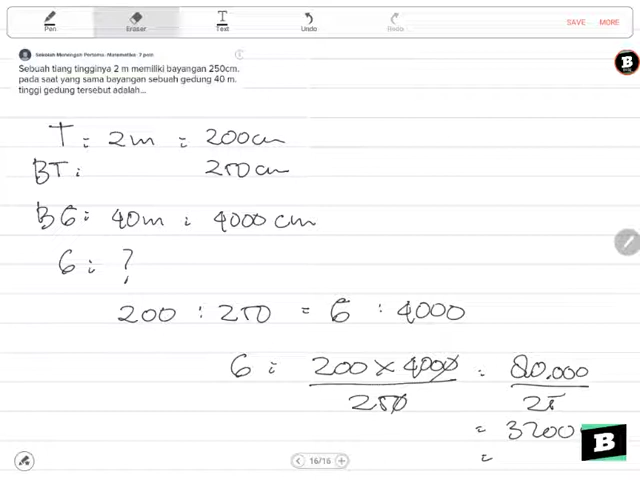 Pen
Eraser
Text
Undo
Redo
SAVE MORE
Sekolah Menengah Pertama · Matematika · 7 poin
Sebuah tiang tingginya 2 m memiliki bayangan 250cm.
pada saat yang sama bayangan sebuah gedung 40 m.
tinggi gedung tersebut adalah...
B
T = 2m = 200cm
BT = 250cm
BG = 40m = 4000 cm
G = ?
200 : 250 = G : 4000
G = 200 × 4000 = 80.000
250 25
= 3200
=
B
16/16